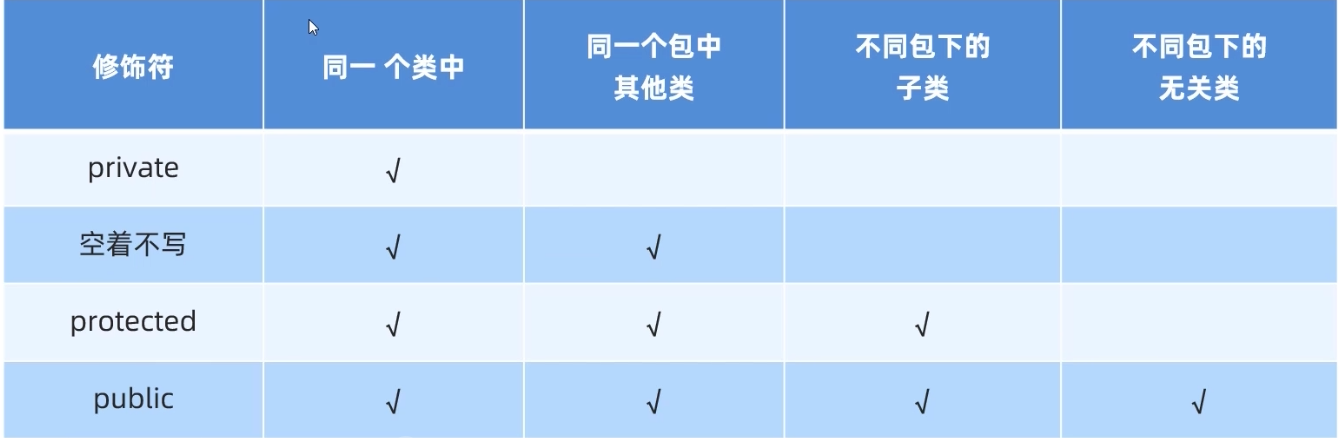 修饰符
同一 个类中
同一个包中
其他类
不同包下的
子类
不同包下的
无关类
private
√
空着不写
√
√
protected
√
√
√
public
√
√
√
√